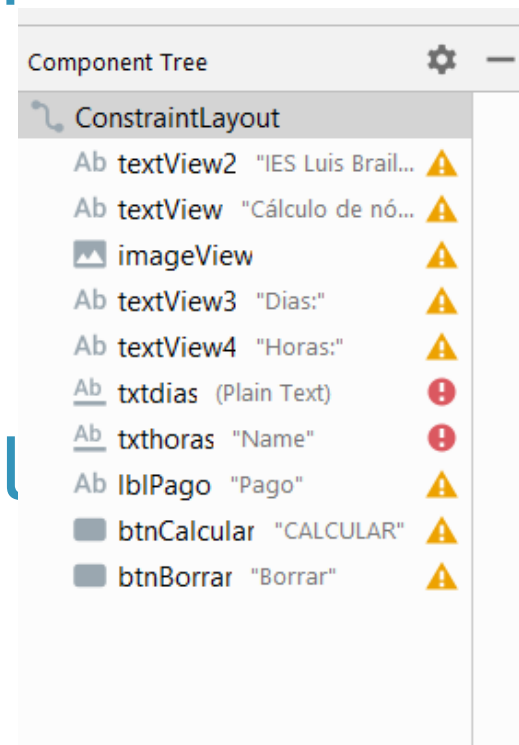 Component Tree
ConstraintLayout
Ab textView2 "IES Luis Brail...
Ab textView "Cálculo de nó...
imageView
Ab textView3 "Dias:"
Ab textView4 "Horas:"
Ab txtdias (Plain Text)
Ab txthoras "Name"
Ab lblPago "Pago"
btnCalcular "CALCULAR"
btnBorrar "Borrar"